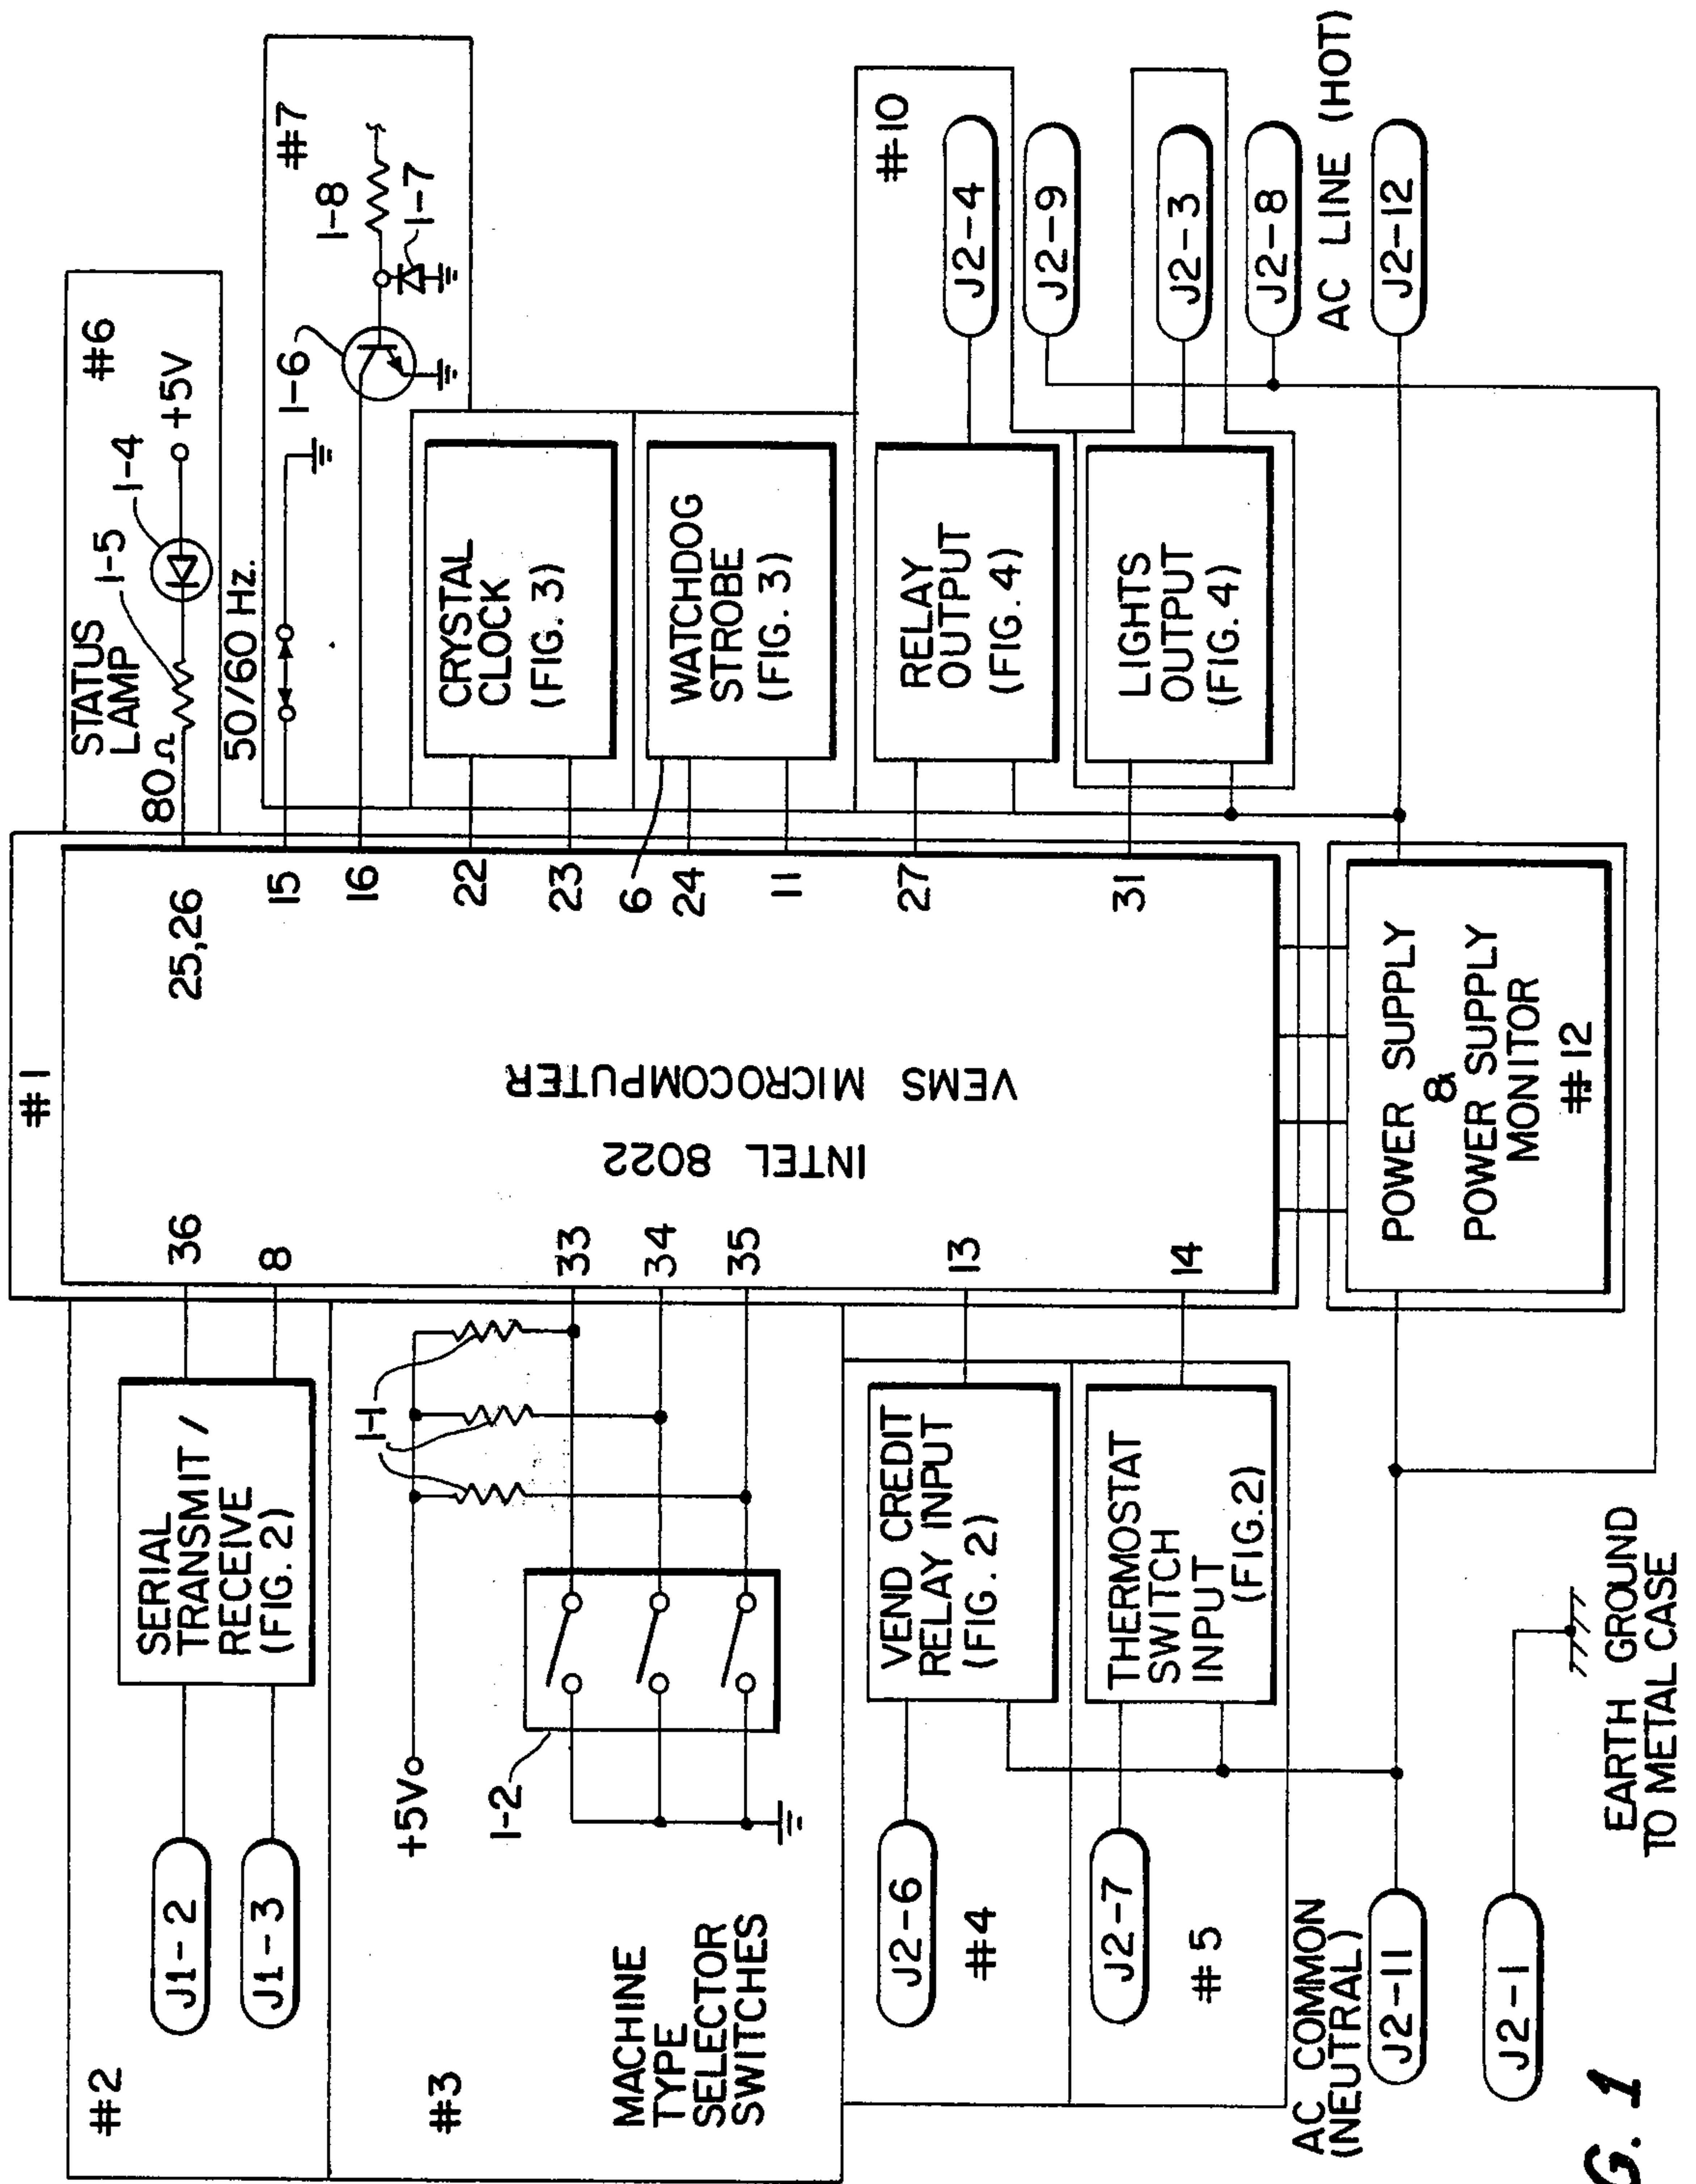 #1
#2
J1-2
J1-3
SERIAL
TRANSMIT /
RECEIVE
(FIG. 2)
36
8
#3
MACHINE
TYPE
SELECTOR
SWITCHES
+5V
1-1
1-2
33
34
35
J2-6
#4
VEND CREDIT
RELAY INPUT
(FIG. 2)
13
J2-7
#5
THERMOSTAT
SWITCH
INPUT
(FIG. 2)
14
AC COMMON
(NEUTRAL)
J2-11
J2-1
EARTH GROUND
TO METAL CASE
INTEL 8022
VEMS MICROCOMPUTER
25,26
15
16
22
23
6
24
11
27
31
STATUS
LAMP
80Ω
1-5
1-4
+5V
#6
50/60 Hz.
1-6
1-8
1-7
#7
CRYSTAL
CLOCK
(FIG. 3)
WATCHDOG
STROBE
(FIG. 3)
RELAY
OUTPUT
(FIG. 4)
LIGHTS
OUTPUT
(FIG. 4)
#10
J2-4
J2-9
J2-3
J2-8
AC LINE (HOT)
J2-12
POWER SUPPLY
&
POWER SUPPLY
MONITOR
#12
G. 1